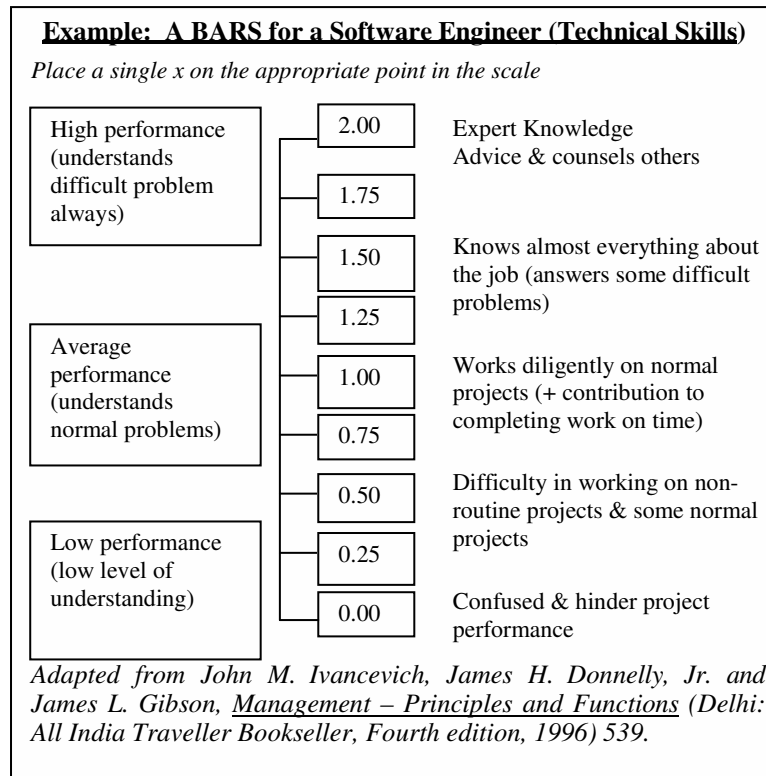 Example: A BARS for a Software Engineer (Technical Skills)
Place a single x on the appropriate point in the scale
High performance
(understands
difficult problem
always)
Average
performance
(understands
normal problems)
Low performance
(low level of
understanding)
2.00
1.75
1.50
1.25
1.00
0.75
0.50
0.25
0.00
Expert Knowledge
Advice & counsels others
Knows almost everything about
the job (answers some difficult
problems)
Works diligently on normal
projects (+ contribution to
completing work on time)
Difficulty in working on non-
routine projects & some normal
projects
Confused & hinder project
performance
Adapted from John M. Ivancevich, James H. Donnelly, Jr. and
James L. Gibson, Management – Principles and Functions (Delhi:
All India Traveller Bookseller, Fourth edition, 1996) 539.